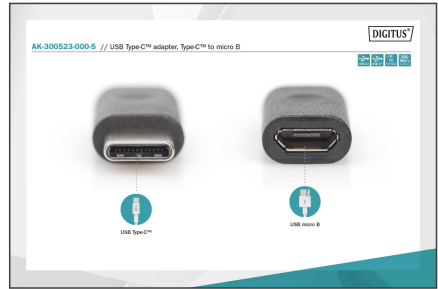 DIGITUS®
AK-300523-000-S // USB Type-C™ adapter, Type-C™ to micro B
USB Type-C™
USB micro B